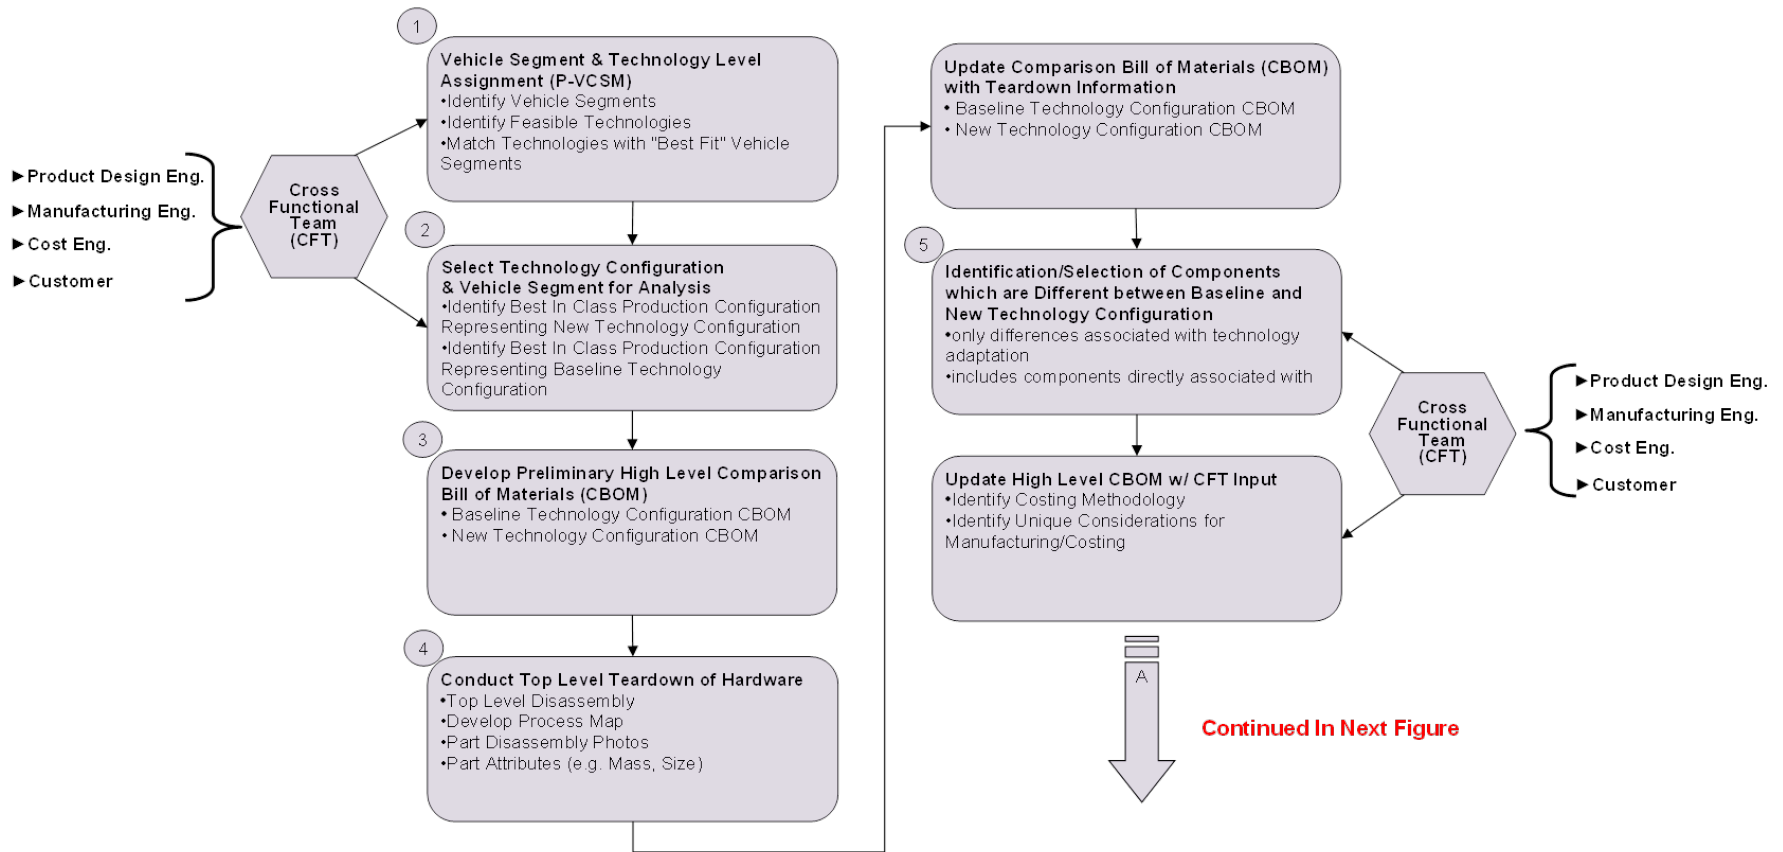 ►Product Design Eng.
►Manufacturing Eng.
►Cost Eng.
►Customer
Cross
Functional
Team
(CFT)
1
Vehicle Segment & Technology Level
Assignment (P-VCSM)
•Identify Vehicle Segments
•Identify Feasible Technologies
•Match Technologies with "Best Fit" Vehicle
Segments
2
Select Technology Configuration
& Vehicle Segment for Analysis
•Identify Best In Class Production Configuration
Representing New Technology Configuration
•Identify Best In Class Production Configuration
Representing Baseline Technology
Configuration
3
Develop Preliminary High Level Comparison
Bill of Materials (CBOM)
• Baseline Technology Configuration CBOM
• New Technology Configuration CBOM
4
Conduct Top Level Teardown of Hardware
•Top Level Disassembly
•Develop Process Map
•Part Disassembly Photos
•Part Attributes (e.g. Mass, Size)
Update Comparison Bill of Materials (CBOM)
with Teardown Information
• Baseline Technology Configuration CBOM
• New Technology Configuration CBOM
5
Identification/Selection of Components
which are Different between Baseline and
New Technology Configuration
•only differences associated with technology
adaptation
•includes components directly associated with
Update High Level CBOM w/ CFT Input
•Identify Costing Methodology
•Identify Unique Considerations for
Manufacturing/Costing
Cross
Functional
Team
(CFT)
►Product Design Eng.
►Manufacturing Eng.
►Cost Eng.
►Customer
A
Continued In Next Figure